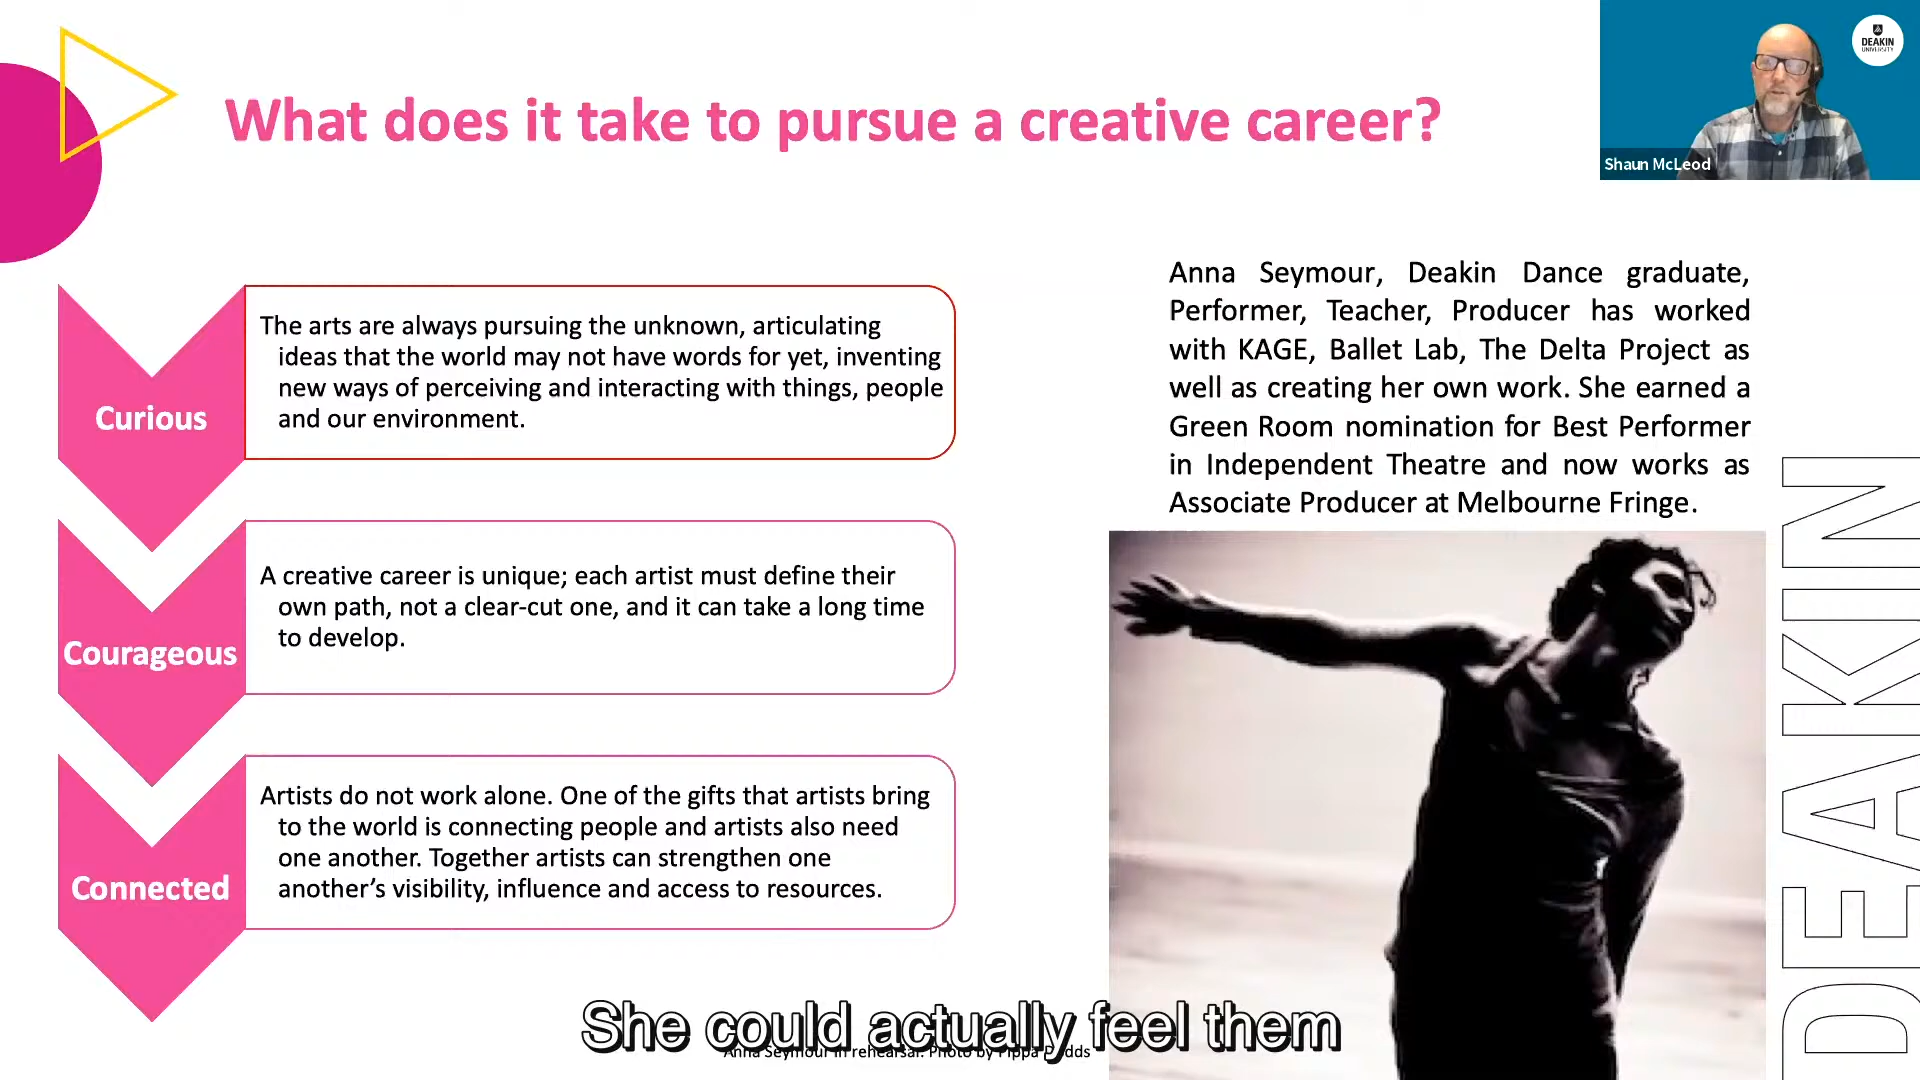 What does it take to pursue a creative career?
DEAKIN
UNIVERSITY
Shaun McLeod
Curious
The arts are always pursuing the unknown, articulating
ideas that the world may not have words for yet, inventing
new ways of perceiving and interacting with things, people
and our environment.
Courageous
A creative career is unique; each artist must define their
own path, not a clear-cut one, and it can take a long time
to develop.
Connected
Artists do not work alone. One of the gifts that artists bring
to the world is connecting people and artists also need
one another. Together artists can strengthen one
another’s visibility, influence and access to resources.
Anna Seymour, Deakin Dance graduate,
Performer, Teacher, Producer has worked
with KAGE, Ballet Lab, The Delta Project as
well as creating her own work. She earned a
Green Room nomination for Best Performer
in Independent Theatre and now works as
Associate Producer at Melbourne Fringe.
DEAKIN
She could actually feel them
Anna Seymour in rehearsal. Photo by Pippa